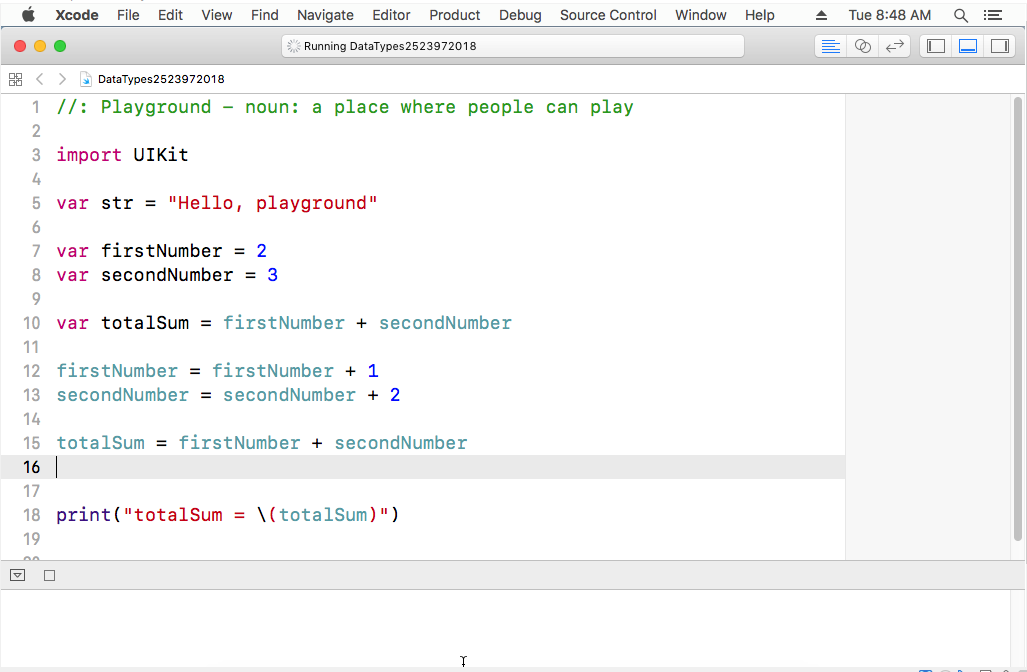 Xcode File Edit View Find Navigate Editor Product Debug Source Control Window Help Tue 8:48 AM
Running DataTypes2523972018
DataTypes2523972018
1 //: Playground – noun: a place where people can play
2
3 import UIKit
4
5 var str = "Hello, playground"
6
7 var firstNumber = 2
8 var secondNumber = 3
9
10 var totalSum = firstNumber + secondNumber
11
12 firstNumber = firstNumber + 1
13 secondNumber = secondNumber + 2
14
15 totalSum = firstNumber + secondNumber
16
17
18 print("totalSum = \(totalSum)")
19